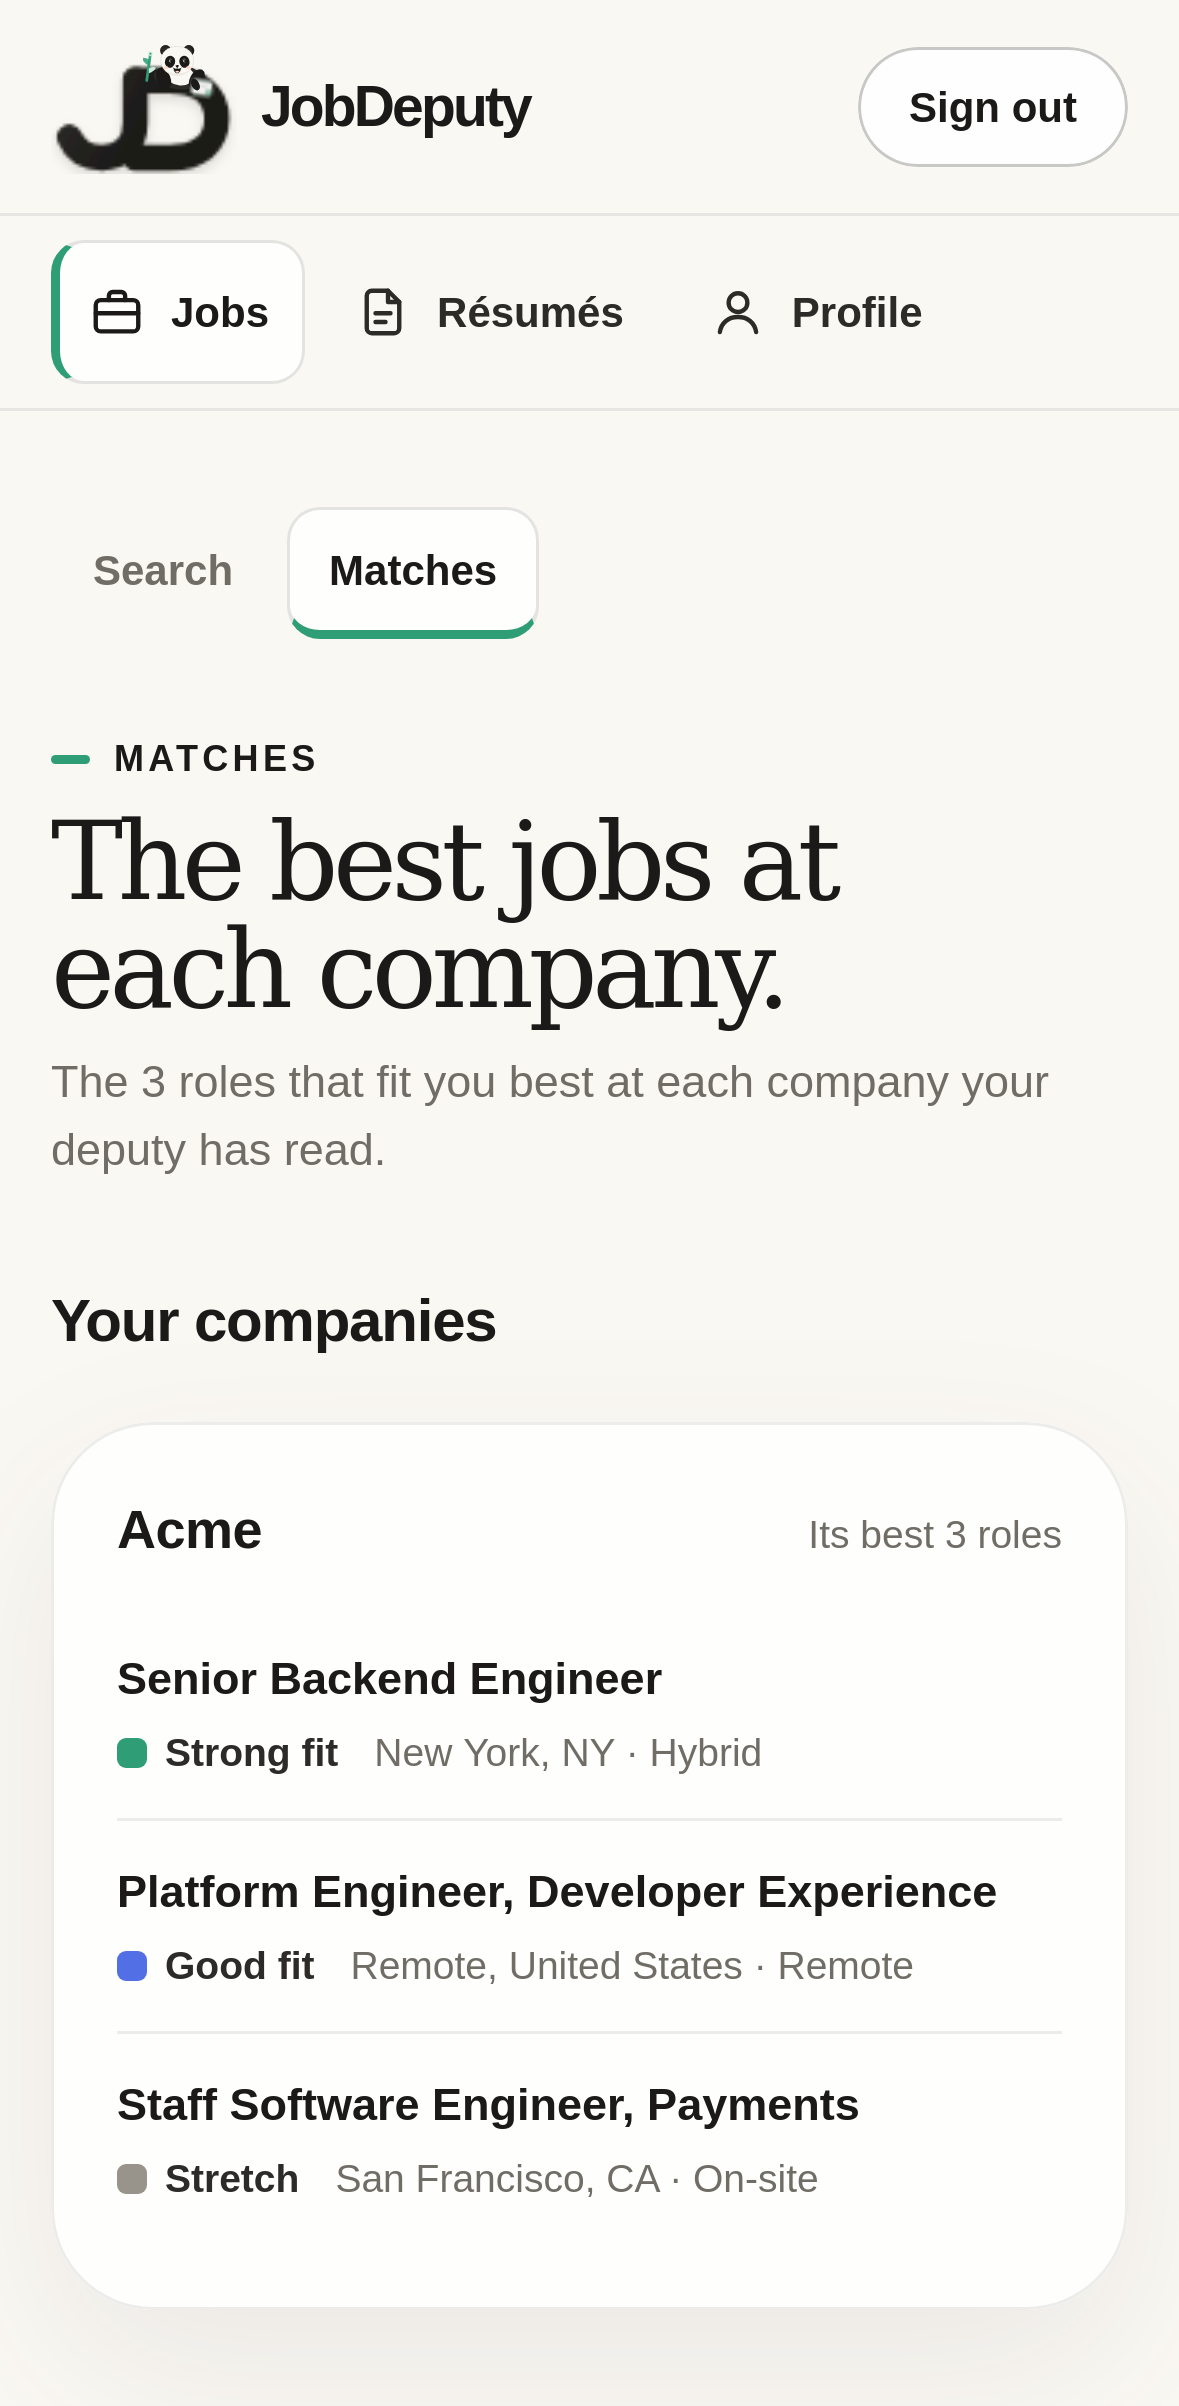 JD
JobDeputy
Sign out
Jobs
Résumés
Profile
Search
Matches
MATCHES
The best jobs at
each company.
The 3 roles that fit you best at each company your
deputy has read.
Your companies
Acme
Its best 3 roles
Senior Backend Engineer
Strong fit New York, NY · Hybrid
Platform Engineer, Developer Experience
Good fit Remote, United States · Remote
Staff Software Engineer, Payments
Stretch San Francisco, CA · On-site